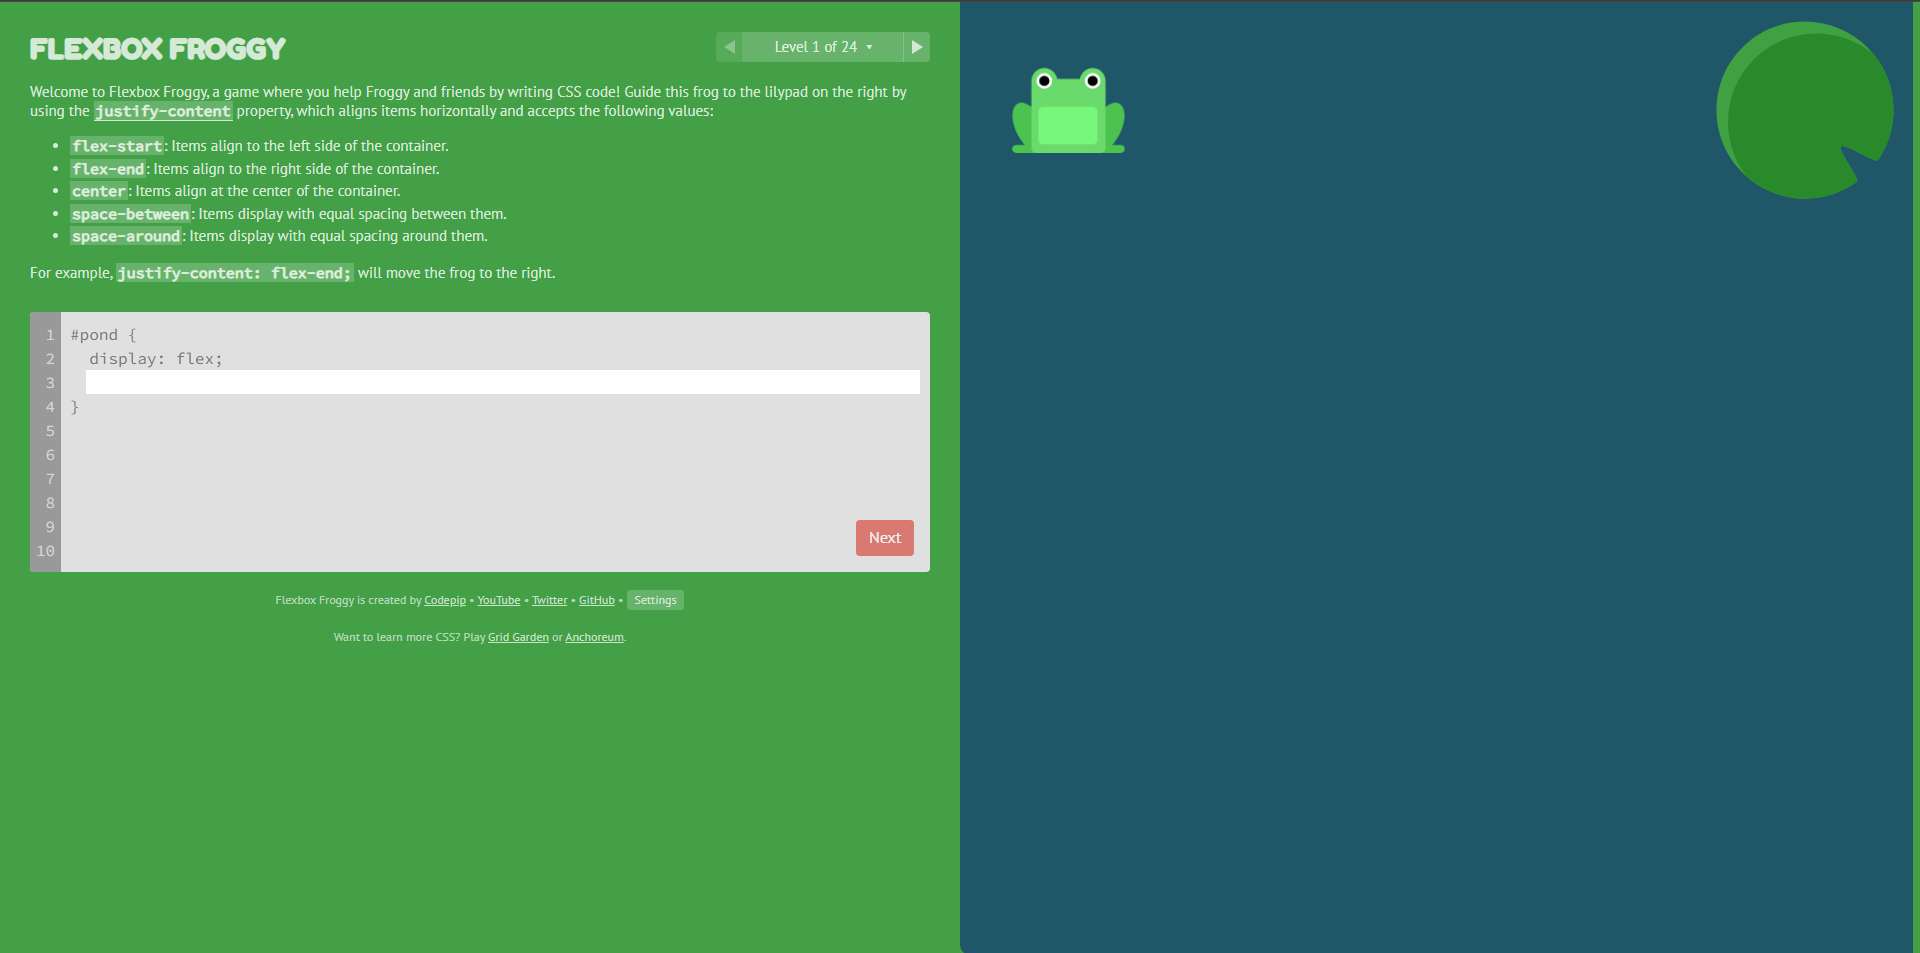 FLEXBOX FROGGY
Level 1 of 24
Welcome to Flexbox Froggy, a game where you help Froggy and friends by writing CSS code! Guide this frog to the lilypad on the right by
using the justify-content property, which aligns items horizontally and accepts the following values:
• flex-start: Items align to the left side of the container.
• flex-end: Items align to the right side of the container.
• center: Items align at the center of the container.
• space-between: Items display with equal spacing between them.
• space-around: Items display with equal spacing around them.
For example, justify-content: flex-end; will move the frog to the right.
1 #pond {
2 display: flex;
3
4 }
5
6
7
8
9
10
Next
Flexbox Froggy is created by Codepip • YouTube • Twitter • GitHub • Settings
Want to learn more CSS? Play Grid Garden or Anchoreum.